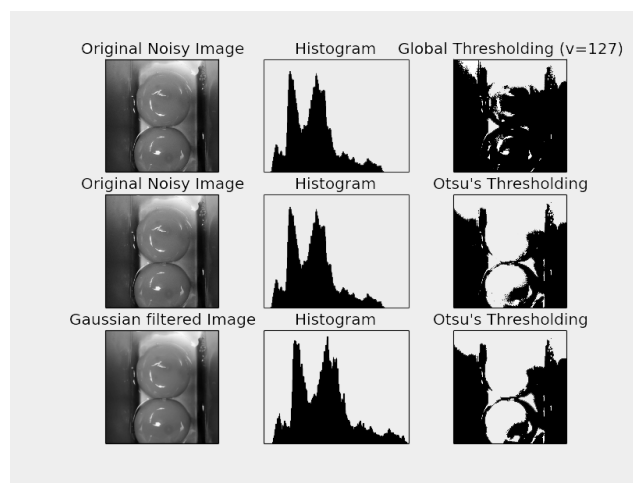 Original Noisy Image
Histogram
Global Thresholding (v=127)
Original Noisy Image
Histogram
Otsu's Thresholding
Gaussian filtered Image
Histogram
Otsu's Thresholding